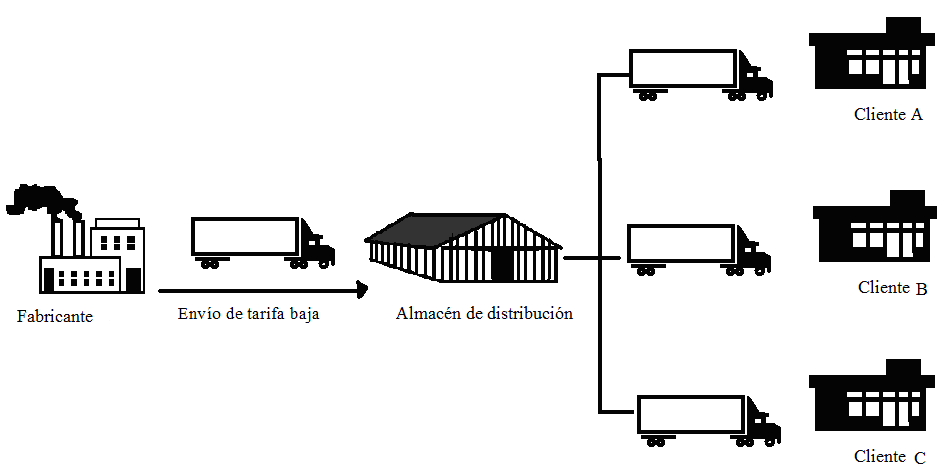 Cliente A
Fabricante
Envío de tarifa baja
Almacén de distribución
Cliente B
Cliente C